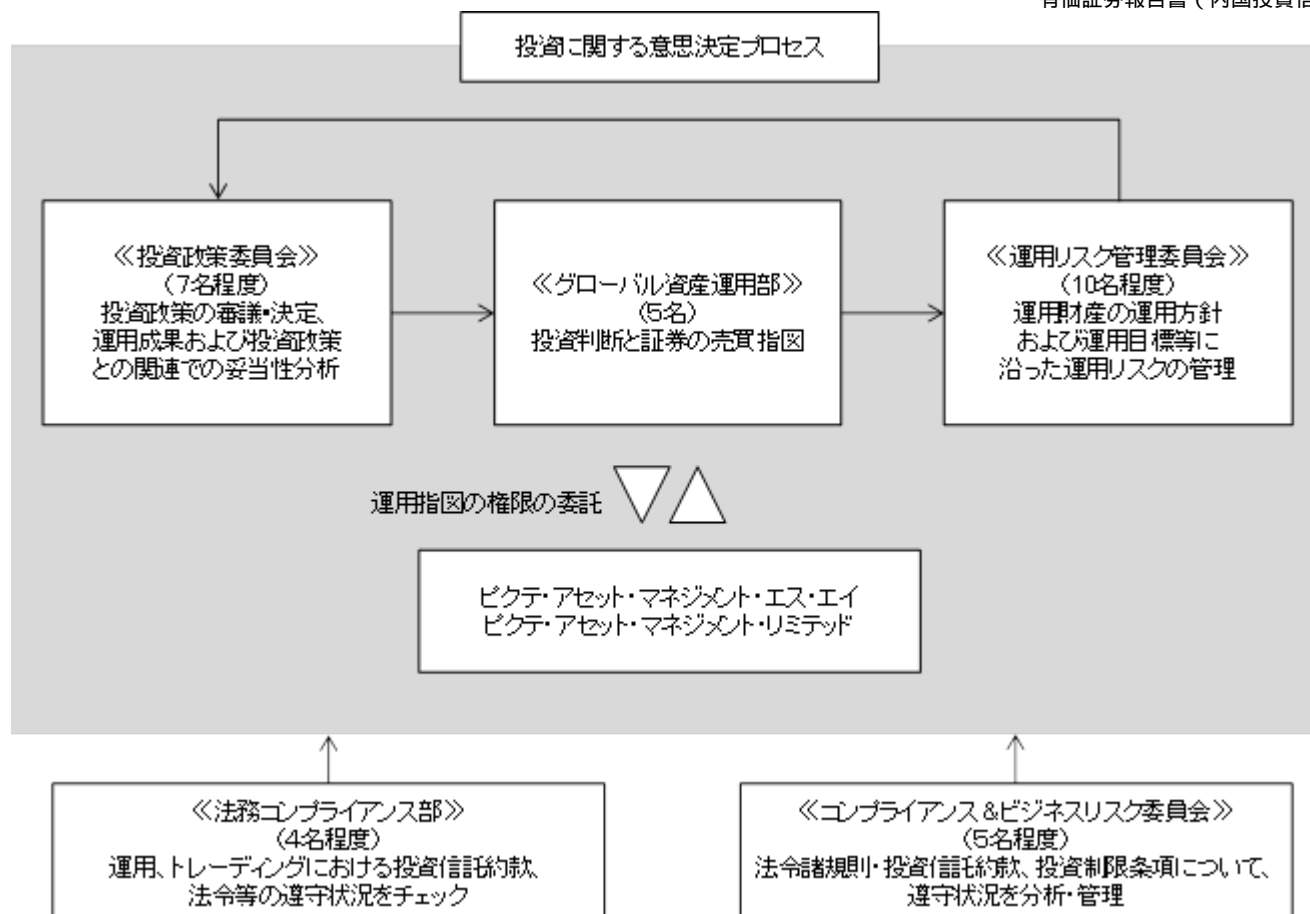 有価証券報告書(内国投資信
投資に関する意思決定プロセス
≪投資政策委員会≫
(7名程度)
投資政策の審議・決定、
運用成果および投資政策
との関連での妥当性分析
≪グローバル資産運用部≫
(5名)
投資判断と証券の売買指図
≪運用リスク管理委員会≫
(10名程度)
運用財産の運用方針
および運用目標等に
沿った運用リスクの管理
運用指図の権限の委託
ピクテ・アセット・マネジメント・エス・エイ
ピクテ・アセット・マネジメント・リミテッド
≪法務コンプライアンス部≫
(4名程度)
運用、トレーディングにおける投資信託約款、
法令等の遵守状況をチェック
≪コンプライアンス&ビジネスリスク委員会≫
(5名程度)
法令諸規則・投資信託約款、投資制限条項について、
遵守状況を分析・管理